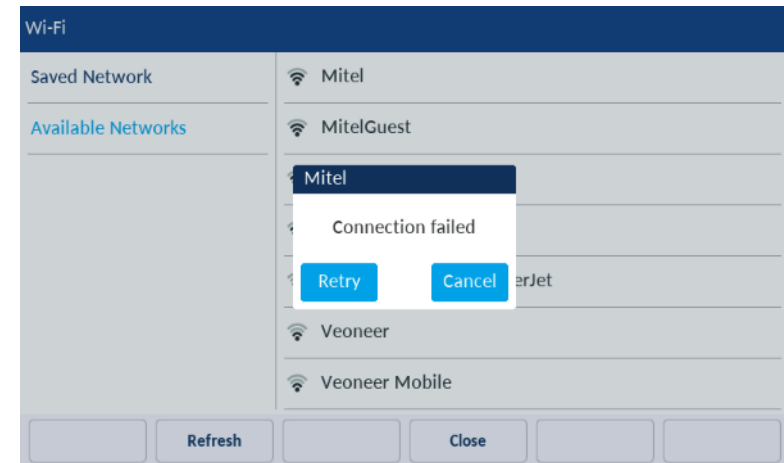 Wi-Fi
Saved Network
Available Networks
Mitel
MitelGuest
Mitel
Connection failed
Retry
Cancel
erJet
Veoneer
Veoneer Mobile
Refresh
Close